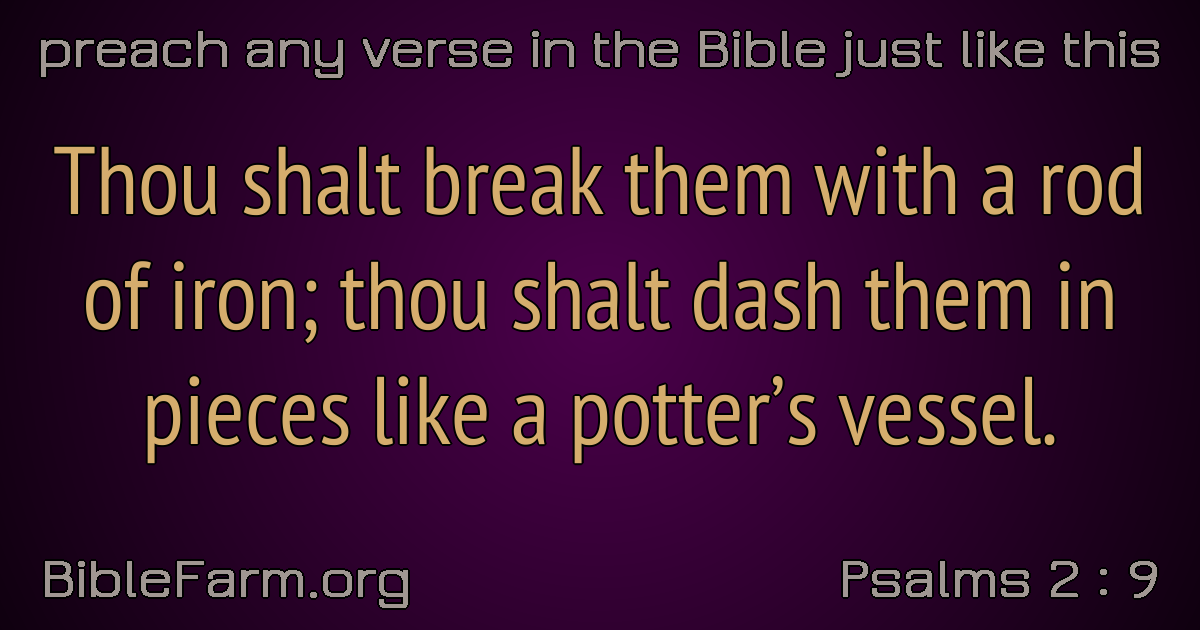 preach any verse in the Bible just like this
Thou shalt break them with a rod
of iron; thou shalt dash them in
pieces like a potter’s vessel.
BibleFarm.org
Psalms 2 : 9